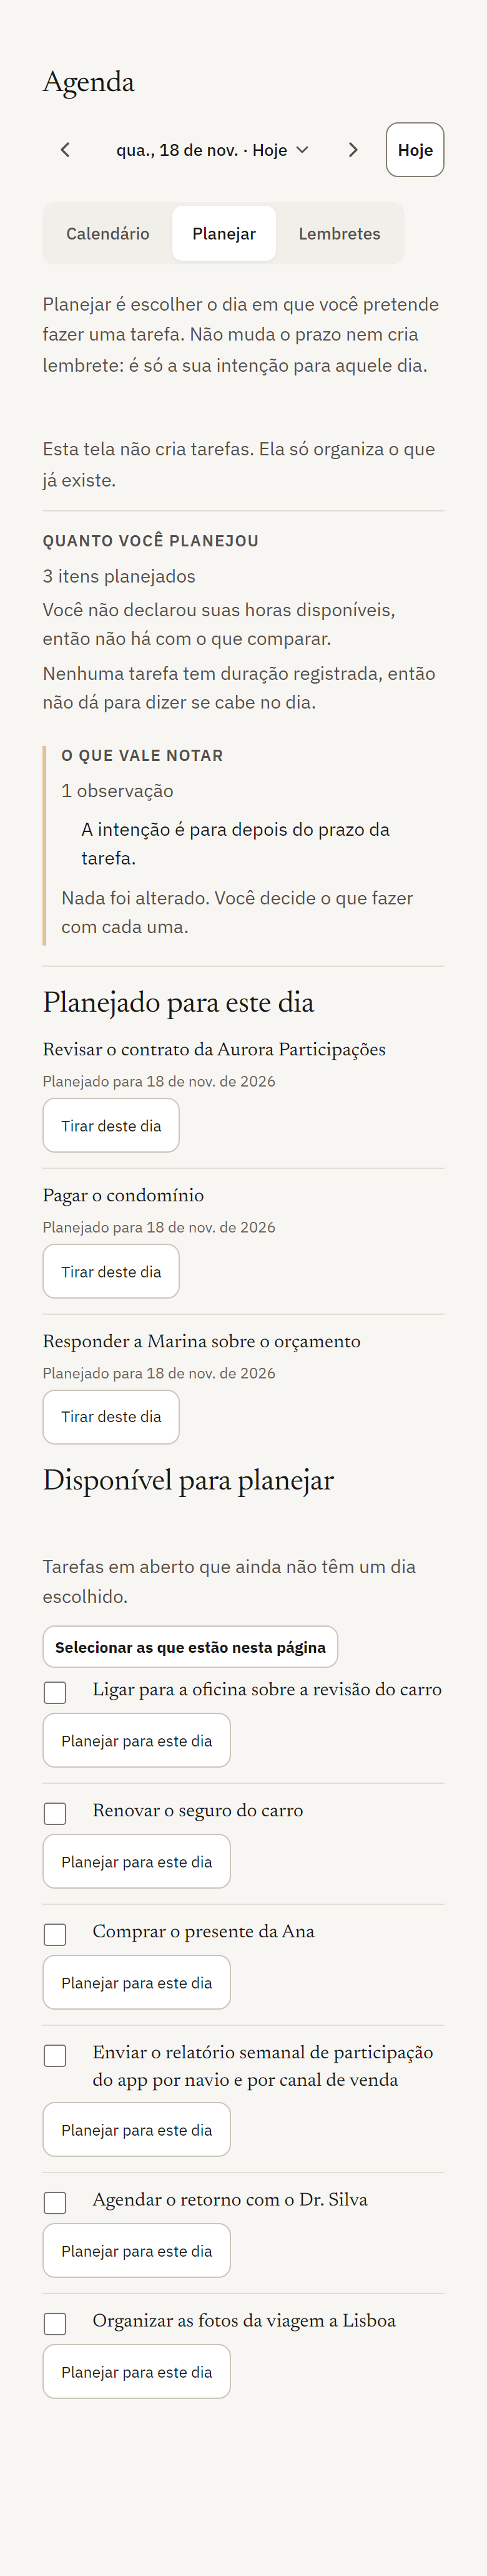 Agenda
qua., 18 de nov. · Hoje
Hoje
Calendário
Planejar
Lembretes
Planejar é escolher o dia em que você pretende
fazer uma tarefa. Não muda o prazo nem cria
lembrete: é só a sua intenção para aquele dia.
Esta tela não cria tarefas. Ela só organiza o que
já existe.
QUANTO VOCÊ PLANEJOU
3 itens planejados
Você não declarou suas horas disponíveis,
então não há com o que comparar.
Nenhuma tarefa tem duração registrada, então
não dá para dizer se cabe no dia.
O QUE VALE NOTAR
1 observação
A intenção é para depois do prazo da
tarefa.
Nada foi alterado. Você decide o que fazer
com cada uma.
Planejado para este dia
Revisar o contrato da Aurora Participações
Planejado para 18 de nov. de 2026
Tirar deste dia
Pagar o condomínio
Planejado para 18 de nov. de 2026
Tirar deste dia
Responder a Marina sobre o orçamento
Planejado para 18 de nov. de 2026
Tirar deste dia
Disponível para planejar
Tarefas em aberto que ainda não têm um dia
escolhido.
Selecionar as que estão nesta página
Ligar para a oficina sobre a revisão do carro
Planejar para este dia
Renovar o seguro do carro
Planejar para este dia
Comprar o presente da Ana
Planejar para este dia
Enviar o relatório semanal de participação
do app por navio e por canal de venda
Planejar para este dia
Agendar o retorno com o Dr. Silva
Planejar para este dia
Organizar as fotos da viagem a Lisboa
Planejar para este dia